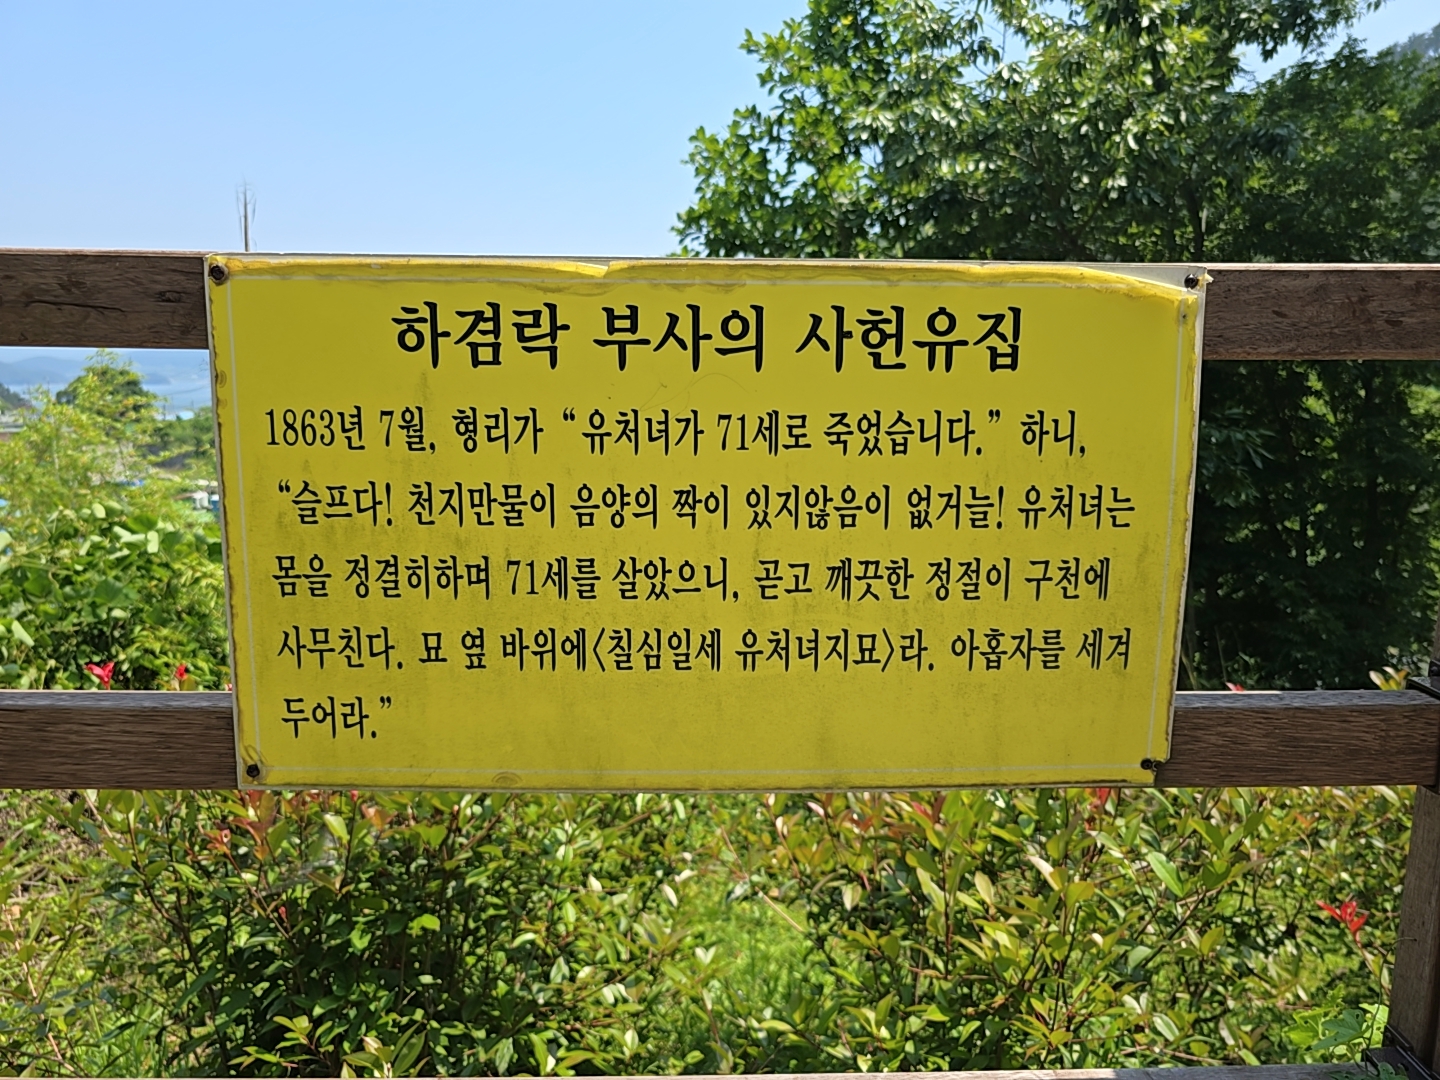 하겸락 부사의 사헌유집
1863년 7월, 형리가 “유처녀가 71세로 죽었습니다.” 하니,
“슬프다! 천지만물이 음양의 짝이 있지않음이 없거늘! 유처녀는
몸을 정결히하며 71세를 살았으니, 곧고 깨끗한 정절이 구천에
사무친다. 묘 옆 바위에〈칠심일세 유처녀지묘〉라. 아홉자를 세겨
두어라.”